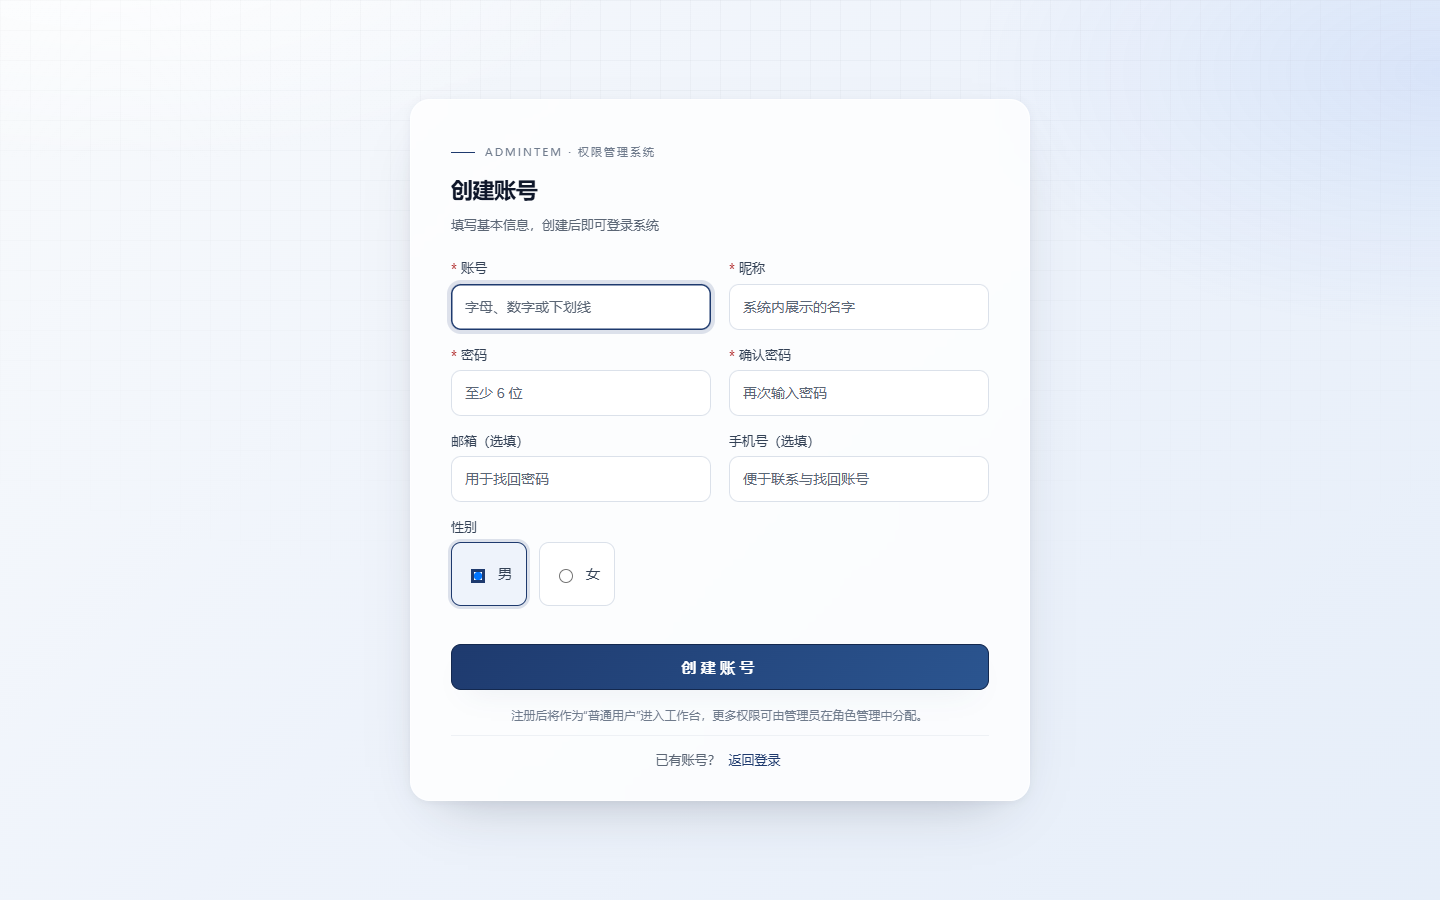 ADMINTEM · 权限管理系统
创建账号
填写基本信息，创建后即可登录系统
* 账号
* 昵称
字母、数字或下划线
系统内展示的名字
* 密码
* 确认密码
至少 6 位
再次输入密码
邮箱（选填）
手机号（选填）
用于找回密码
便于联系与找回账号
性别
男
女
创建账号
注册后将作为“普通用户”进入工作台，更多权限可由管理员在角色管理中分配。
已有账号？ 返回登录